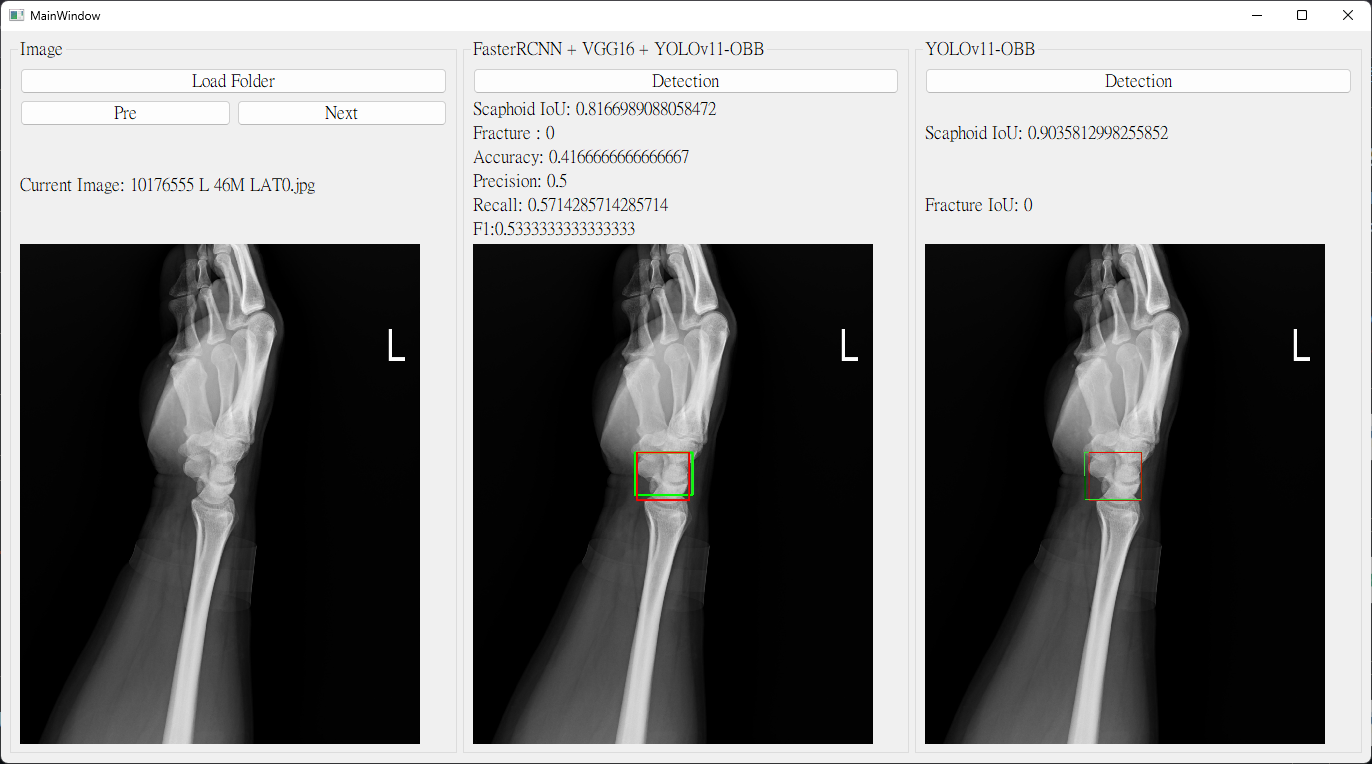 MainWindow
Image
Load Folder
Pre
Next
Current Image: 10176555 L 46M LAT0.jpg
L
FasterRCNN + VGG16 + YOLOv11-OBB
Detection
Scaphoid IoU: 0.8166989088058472
Fracture : 0
Accuracy: 0.4166666666666667
Precision: 0.5
Recall: 0.5714285714285714
F1:0.5333333333333333
L
YOLOv11-OBB
Detection
Scaphoid IoU: 0.9035812998255852
Fracture IoU: 0
L